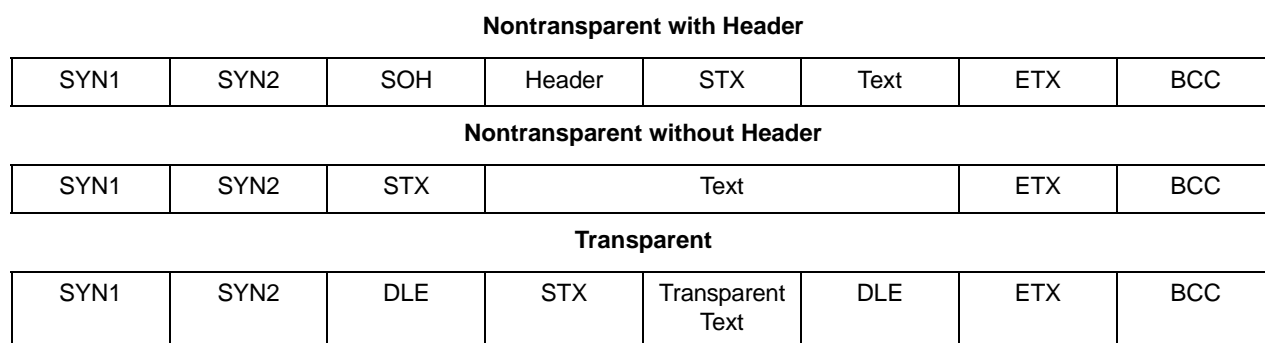 Nontransparent with Header
SYN1 SYN2 SOH Header STX Text ETX BCC
Nontransparent without Header
SYN1 SYN2 STX Text ETX BCC
Transparent
SYN1 SYN2 DLE STX Transparent DLE ETX BCC
Text